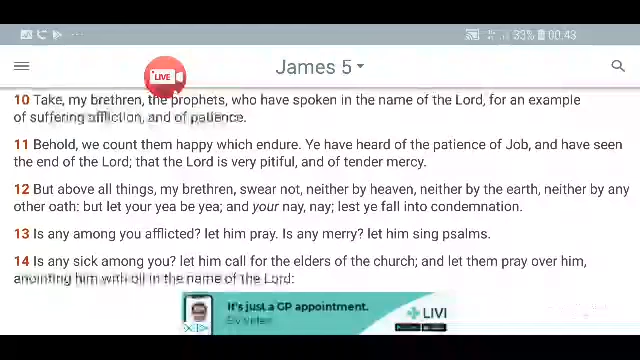 33% 00:43
LIVE
James 5
10 Take, my brethren, the prophets, who have spoken in the name of the Lord, for an example
of suffering affliction, and of patience.
11 Behold, we count them happy which endure. Ye have heard of the patience of Job, and have seen
the end of the Lord; that the Lord is very pitiful, and of tender mercy.
12 But above all things, my brethren, swear not, neither by heaven, neither by the earth, neither by any
other oath: but let your yea be yea; and your nay, nay; lest ye fall into condemnation.
13 Is any among you afflicted? let him pray. Is any merry? let him sing psalms.
14 Is any sick among you? let him call for the elders of the church; and let them pray over him,
anointing him with oil in the name of the Lord:
It's just a GP appointment.
LIVI